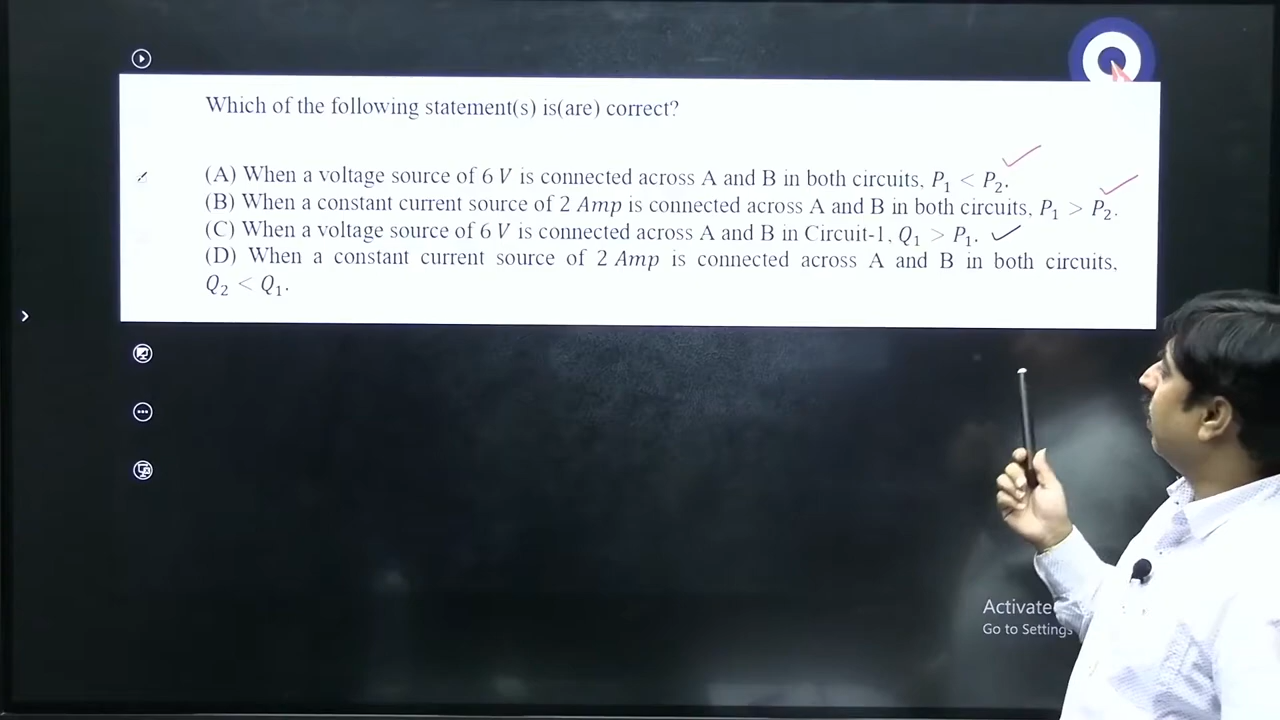 Which of the following statement(s) is(are) correct?
(A) When a voltage source of 6 V is connected across A and B in both circuits, P₁ < P₂.
(B) When a constant current source of 2 Amp is connected across A and B in both circuits, P₁ > P₂.
(C) When a voltage source of 6 V is connected across A and B in Circuit-1, Q₁ > P₁.
(D) When a constant current source of 2 Amp is connected across A and B in both circuits,
Q₂ < Q₁.
Activate
Go to Settings